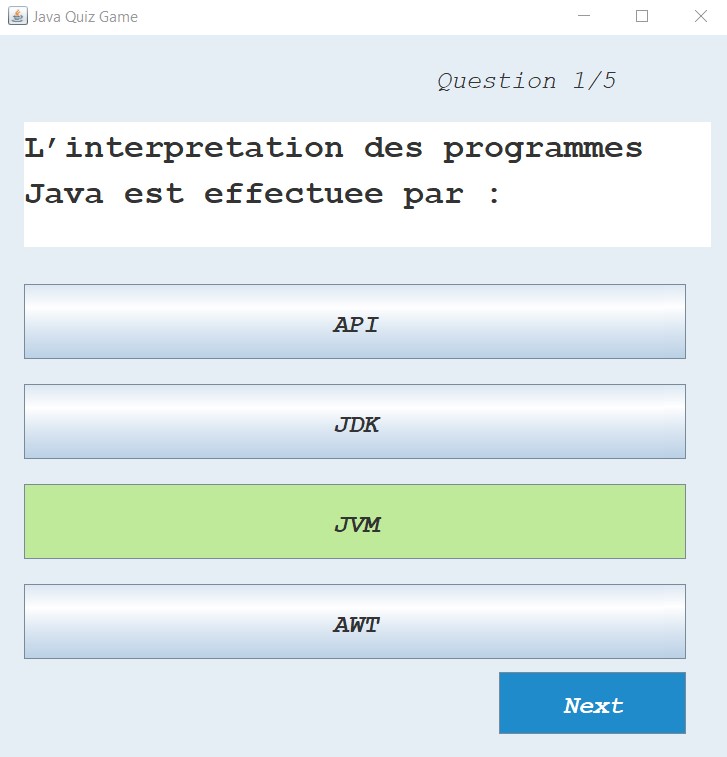 Java Quiz Game
Question 1/5
L’interpretation des programmes
Java est effectuee par :
API
JDK
JVM
AWT
Next